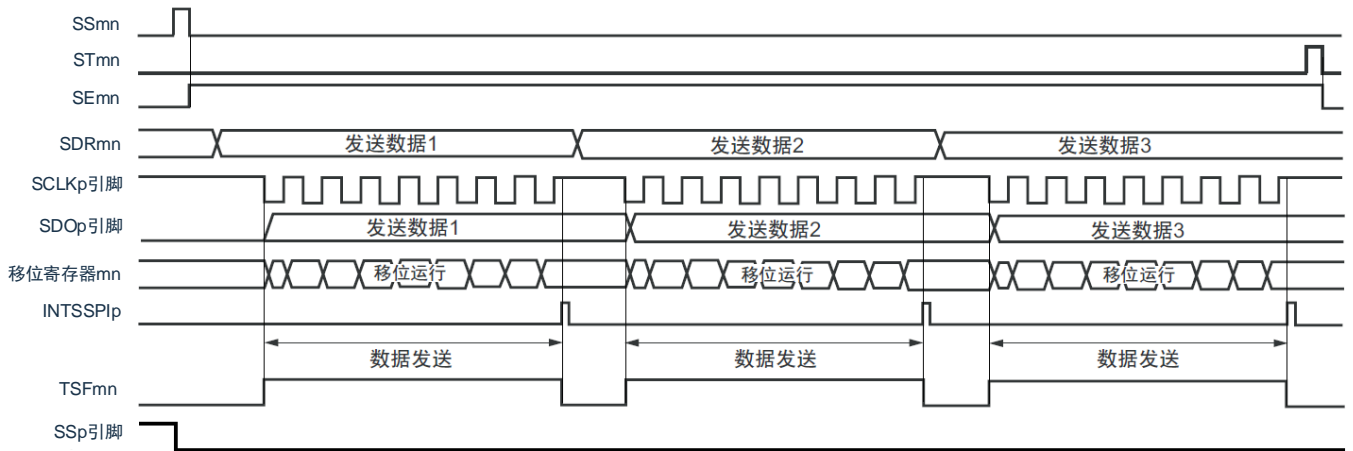 SSmn
STmn
SEmn
SDRmn 发送数据1 发送数据2 发送数据3
SCLKp引脚
SDOp引脚 发送数据1 发送数据2 发送数据3
移位寄存器mn 移位运行 移位运行 移位运行
INTSSPIp
数据发送 数据发送 数据发送
TSFmn
SSp引脚